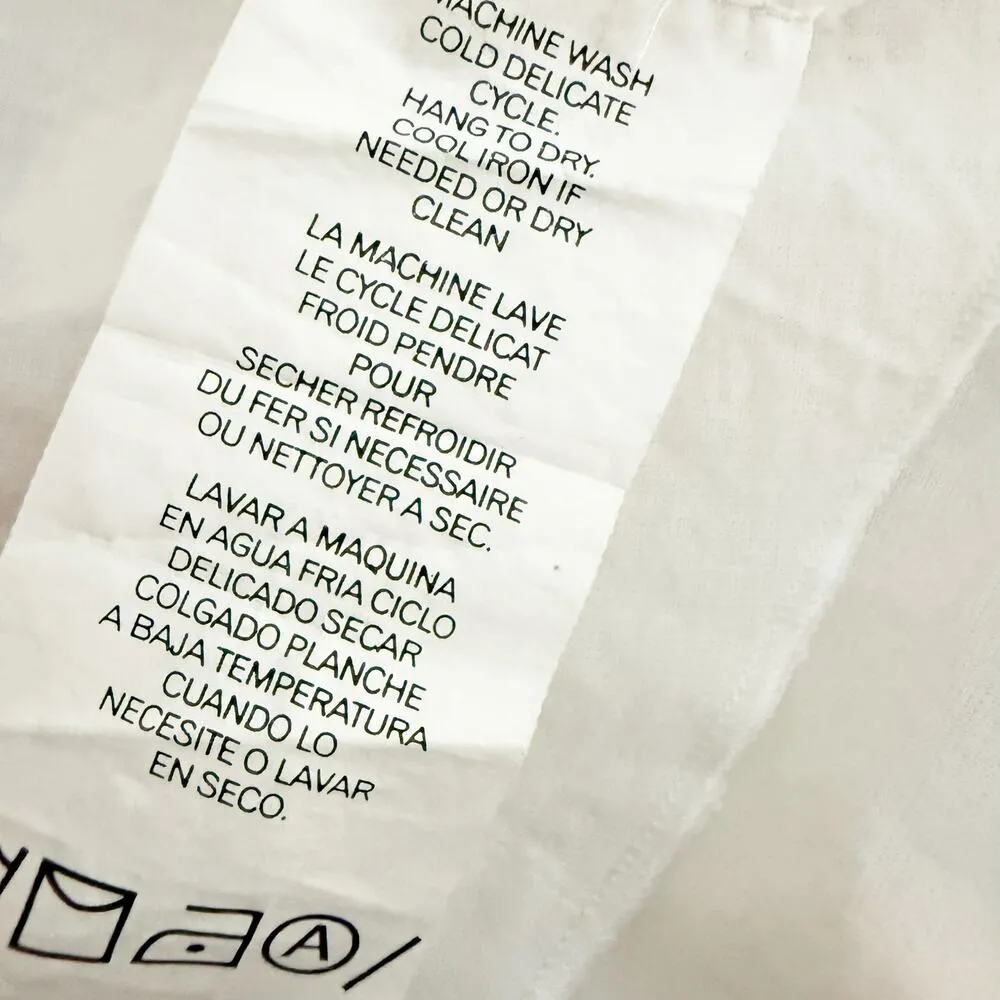 MACHINE WASH
COLD DELICATE
CYCLE.
HANG TO DRY.
COOL IRON IF
NEEDED OR DRY
CLEAN
LA MACHINE LAVE
LE CYCLE DELICAT
FROID PENDRE
POUR
SECHER REFROIDIR
DU FER SI NECESSAIRE
OU NETTOYER A SEC.
LAVAR A MAQUINA
EN AGUA FRIA CICLO
DELICADO SECAR
COLGADO PLANCHE
A BAJA TEMPERATURA
CUANDO LO
NECESITE O LAVAR
EN SECO.
A /